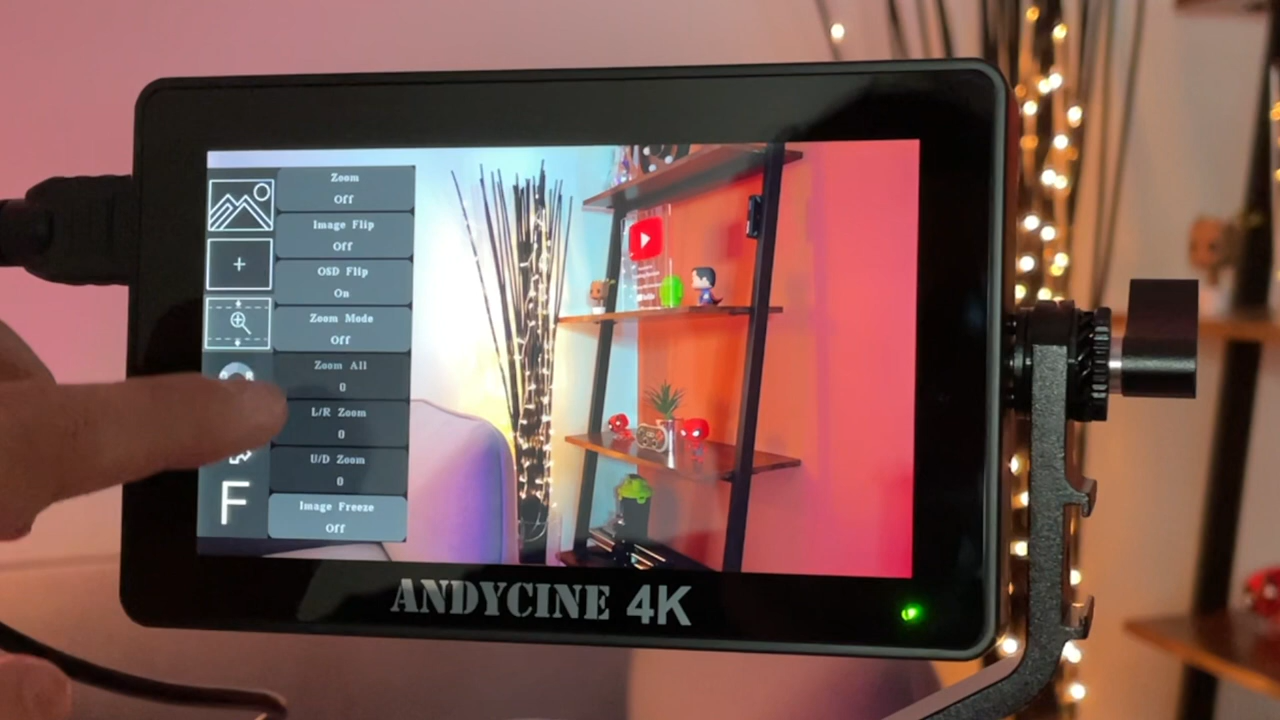 Zoom
Off
Image Flip
Off
OSD Flip
On
Zoom Mode
Off
Zoom All
0
L/R Zoom
0
U/D Zoom
0
F
Image Freeze
Off
ANDYCINE 4K